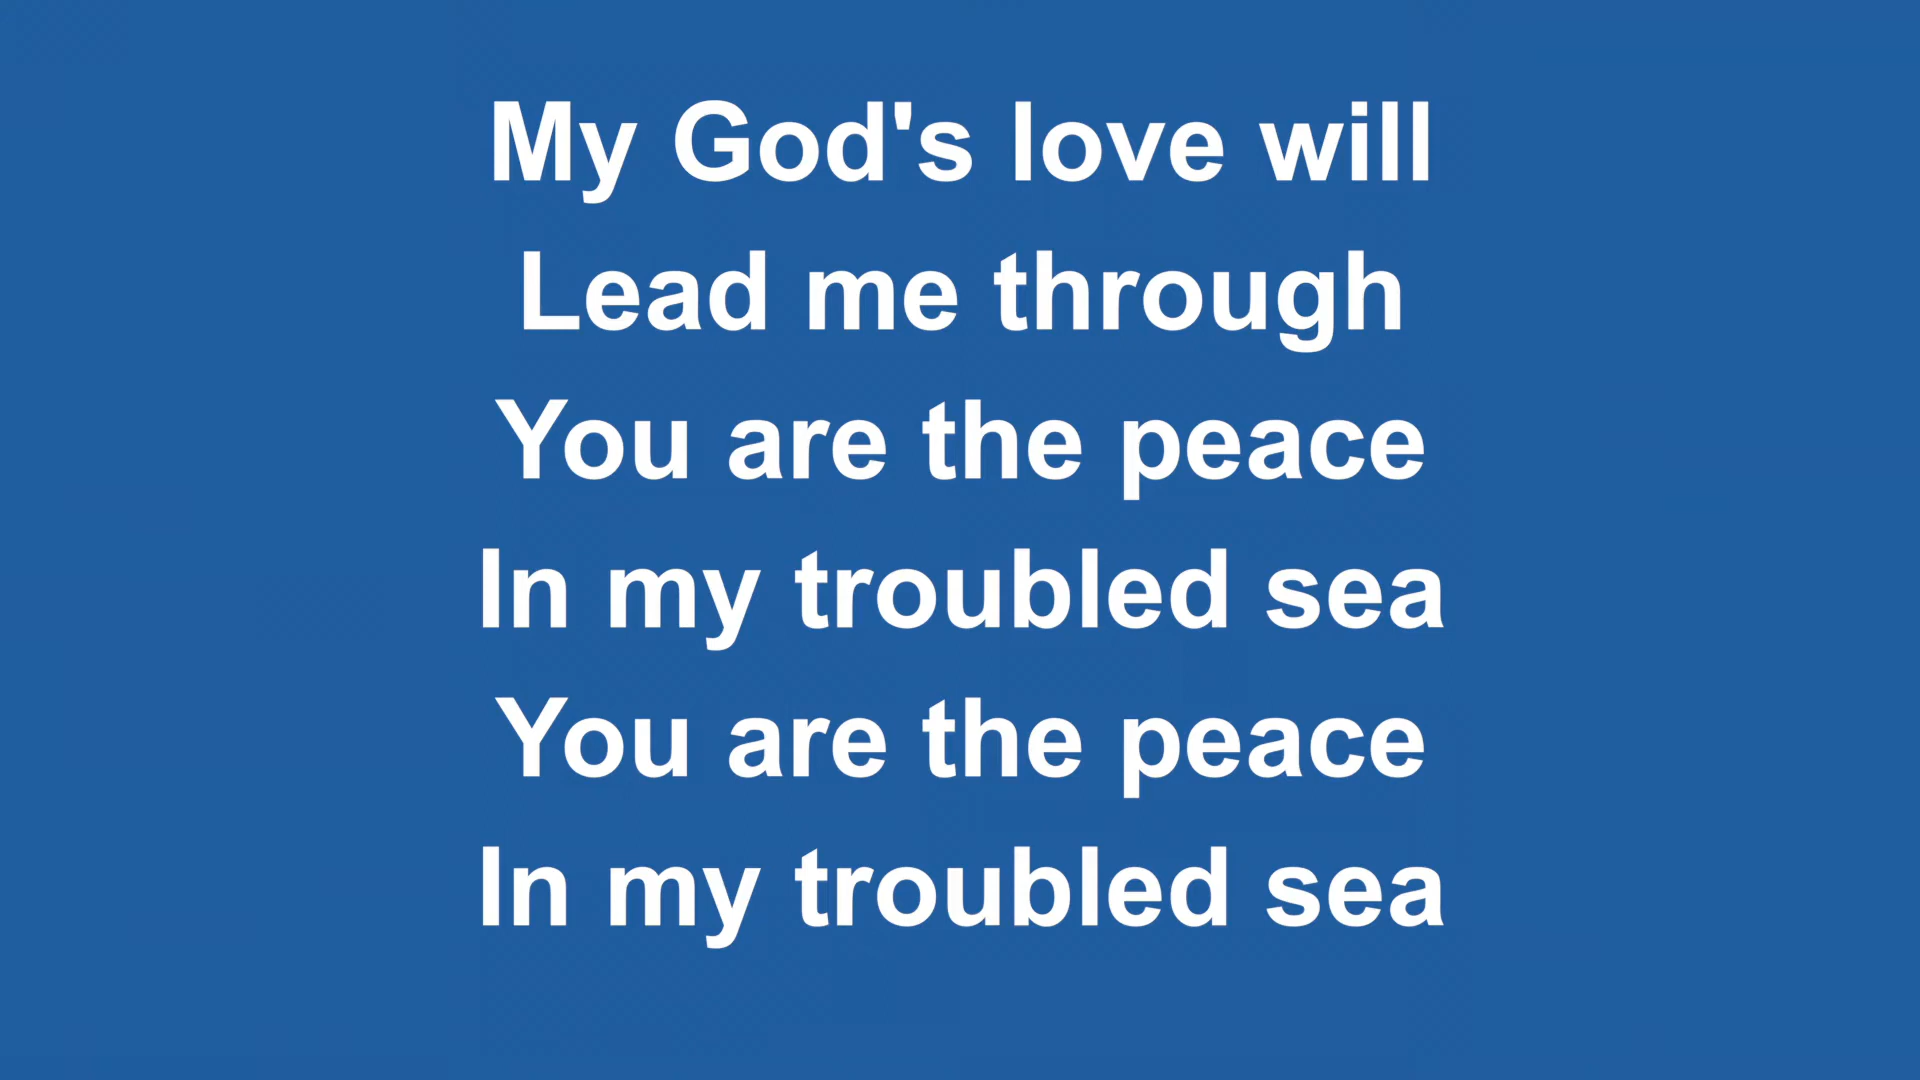 My God's love will
Lead me through
You are the peace
In my troubled sea
You are the peace
In my troubled sea